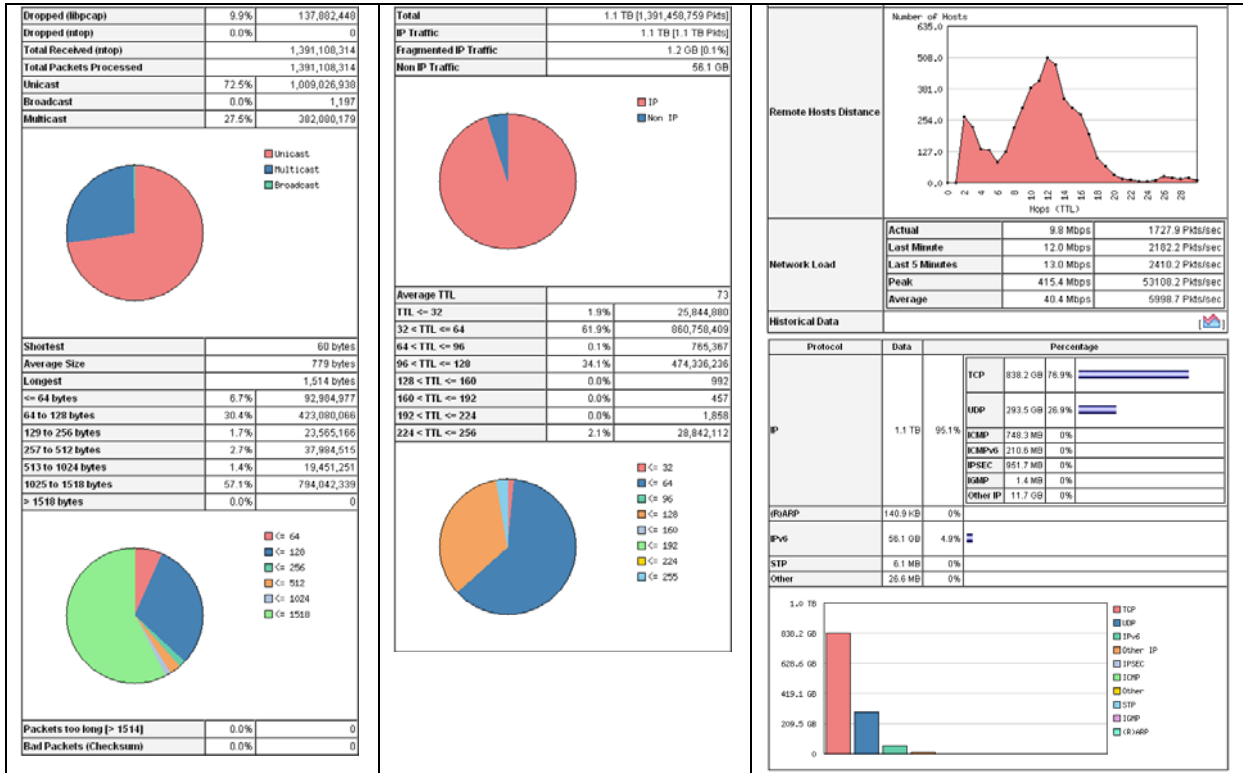 Dropped (libpcap) 9.9% 137,882,448
Dropped (ntop) 0.0% 0
Total Received (ntop) 1,391,108,314
Total Packets Processed 1,391,108,314
Unicast 72.5% 1,009,026,938
Broadcast 0.0% 1,197
Multicast 27.5% 382,080,179
Unicast
Multicast
Broadcast
Shortest 60 bytes
Average Size 779 bytes
Longest 1,514 bytes
<= 64 bytes 6.7% 92,984,977
64 to 128 bytes 30.4% 423,080,066
129 to 256 bytes 1.7% 23,565,166
257 to 512 bytes 2.7% 37,984,515
513 to 1024 bytes 1.4% 19,451,251
1025 to 1518 bytes 57.1% 794,042,339
> 1518 bytes 0.0% 0
<= 64
<= 128
<= 256
<= 512
<= 1024
<= 1518
Packets too long [> 1514] 0.0% 0
Bad Packets (Checksum) 0.0% 0
Total 1.1 TB [1,391,458,759 Pkts]
IP Traffic 1.1 TB [1.1 TB Pkts]
Fragmented IP Traffic 1.2 GB [0.1%]
Non IP Traffic 56.1 GB
IP
Non IP
Average TTL 73
TTL <= 32 1.9% 25,844,880
32 < TTL <= 64 61.9% 860,758,409
64 < TTL <= 96 0.1% 765,367
96 < TTL <= 128 34.1% 474,336,236
128 < TTL <= 160 0.0% 992
160 < TTL <= 192 0.0% 457
192 < TTL <= 224 0.0% 1,858
224 < TTL <= 256 2.1% 28,842,112
<= 32
<= 64
<= 96
<= 128
<= 160
<= 192
<= 224
<= 255
Remote Hosts Distance
Number of Hosts
635.0
508.0
381.0
254.0
127.0
0.0
0 2 4 6 8 10 12 14 16 18 20 22 24 26 28
Hops (TTL)
Network Load
Actual 9.8 Mbps 1727.9 Pkts/sec
Last Minute 12.0 Mbps 2182.2 Pkts/sec
Last 5 Minutes 13.0 Mbps 2410.2 Pkts/sec
Peak 415.4 Mbps 53108.2 Pkts/sec
Average 40.4 Mbps 5998.7 Pkts/sec
Historical Data [ ]
Protocol Data Percentage
IP 1.1 TB 95.1%
TCP 838.2 GB 76.9%
UDP 293.5 GB 26.9%
ICMP 748.3 MB 0%
ICMPv6 210.6 MB 0%
IPSEC 951.7 MB 0%
IGMP 1.4 MB 0%
Other IP 11.7 GB 0%
(R)ARP 140.9 KB 0%
IPv6 56.1 GB 4.9%
STP 6.1 MB 0%
Other 26.6 MB 0%
1.0 TB
838.2 GB
628.6 GB
419.1 GB
209.5 GB
0
TCP
UDP
IPv6
Other IP
IPSEC
ICMP
Other
STP
IGMP
(R)ARP